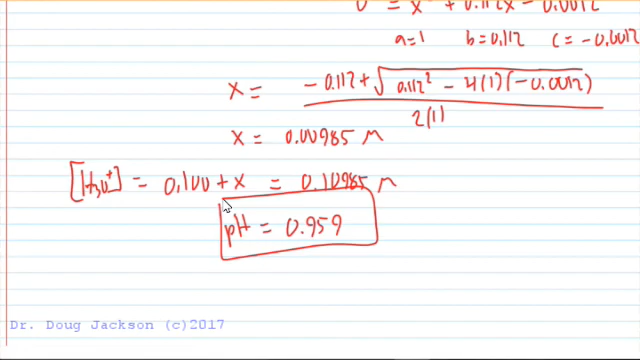 0 = x² + 0.112x - 0.0012
a=1 b=0.112 c=-0.0012
x = -0.112+√0.112² - 4(1)(-0.0012)
2(1)
x = 0.00985 M
[H₃O⁺] = 0.100 + x = 0.10985 M
pH = 0.959
Dr. Doug Jackson (c)2017